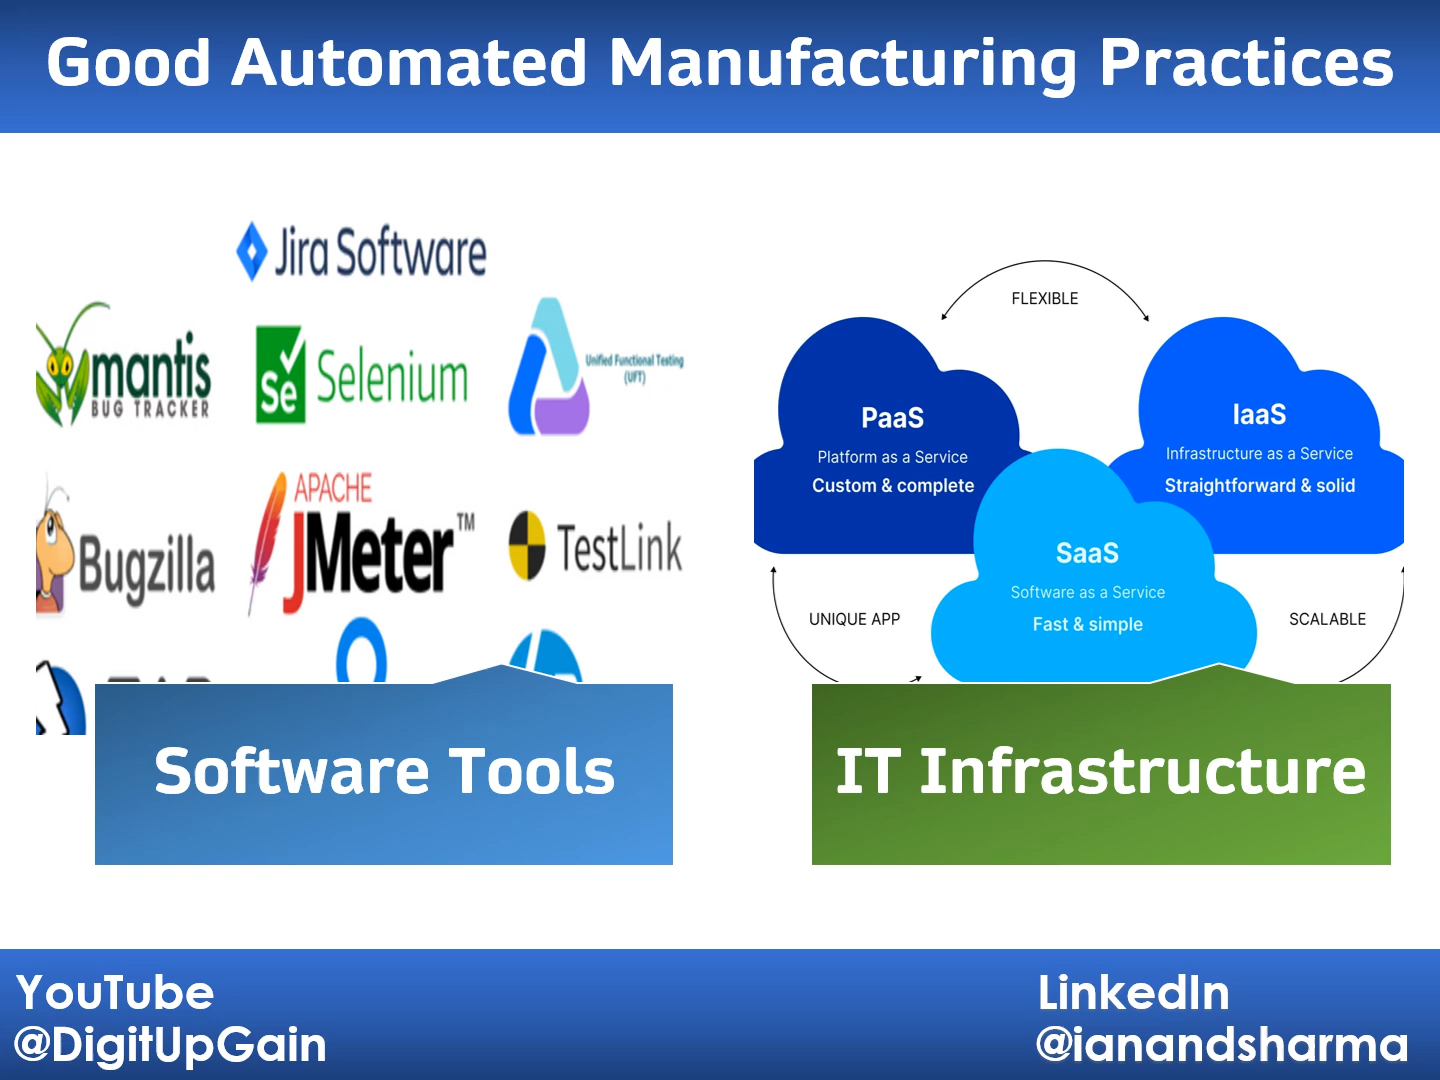 Good Automated Manufacturing Practices
Jira Software
mantis
BUG TRACKER
Se Selenium
Unified Functional Testing
(UFT)
Bugzilla
APACHE
JMeter™
TestLink
FLEXIBLE
PaaS
Platform as a Service
Custom & complete
IaaS
Infrastructure as a Service
Straightforward & solid
SaaS
Software as a Service
Fast & simple
UNIQUE APP
SCALABLE
Software Tools
IT Infrastructure
YouTube
@DigitUpGain
LinkedIn
@ianandsharma